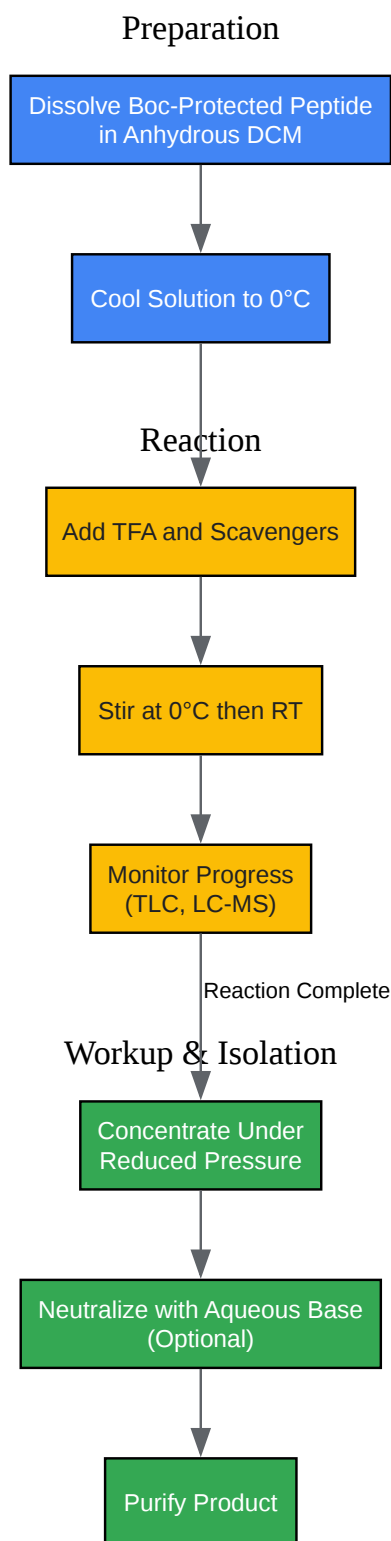 Preparation
Dissolve Boc-Protected Peptide
in Anhydrous DCM
Cool Solution to 0°C
Reaction
Add TFA and Scavengers
Stir at 0°C then RT
Monitor Progress
(TLC, LC-MS)
Reaction Complete
Workup & Isolation
Concentrate Under
Reduced Pressure
Neutralize with Aqueous Base
(Optional)
Purify Product